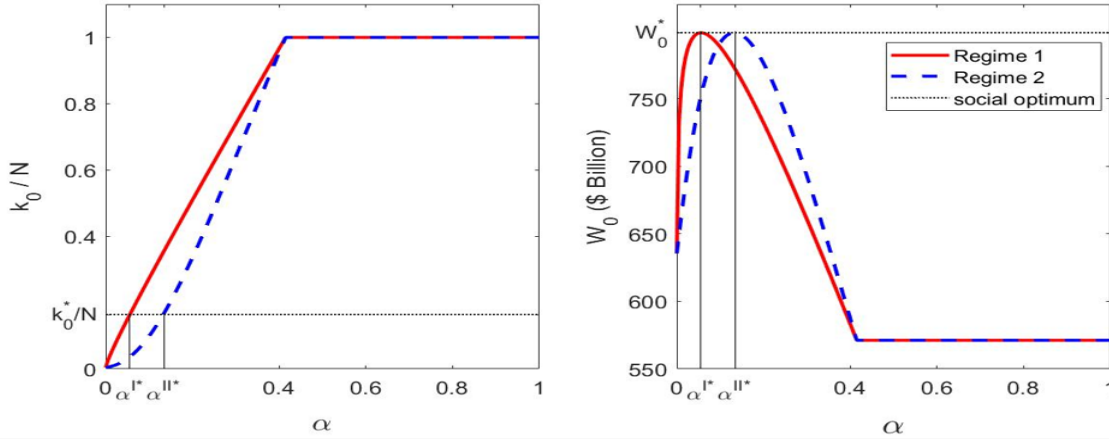 1
0.8
0.6
0.4
k₀*/N
0
k₀ / N
0 αᴵ* αᴵᴵ* 0.4 0.6 0.8 1
α
W₀*
750
700
650
600
550
W₀ ($ Billion)
Regime 1
Regime 2
social optimum
0 αᴵ* αᴵᴵ* 0.4 0.6 0.8 1
α